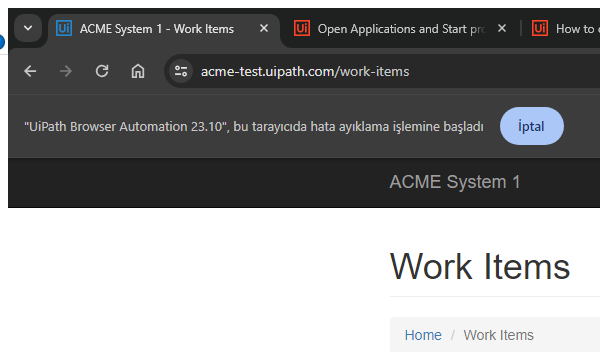 Ui ACME System 1 - Work Items
Ui Open Applications and Start pro
Ui How to
acme-test.uipath.com/work-items
"UiPath Browser Automation 23.10", bu tarayıcıda hata ayıklama işlemine başladı
İptal
ACME System 1
Work Items
Home / Work Items